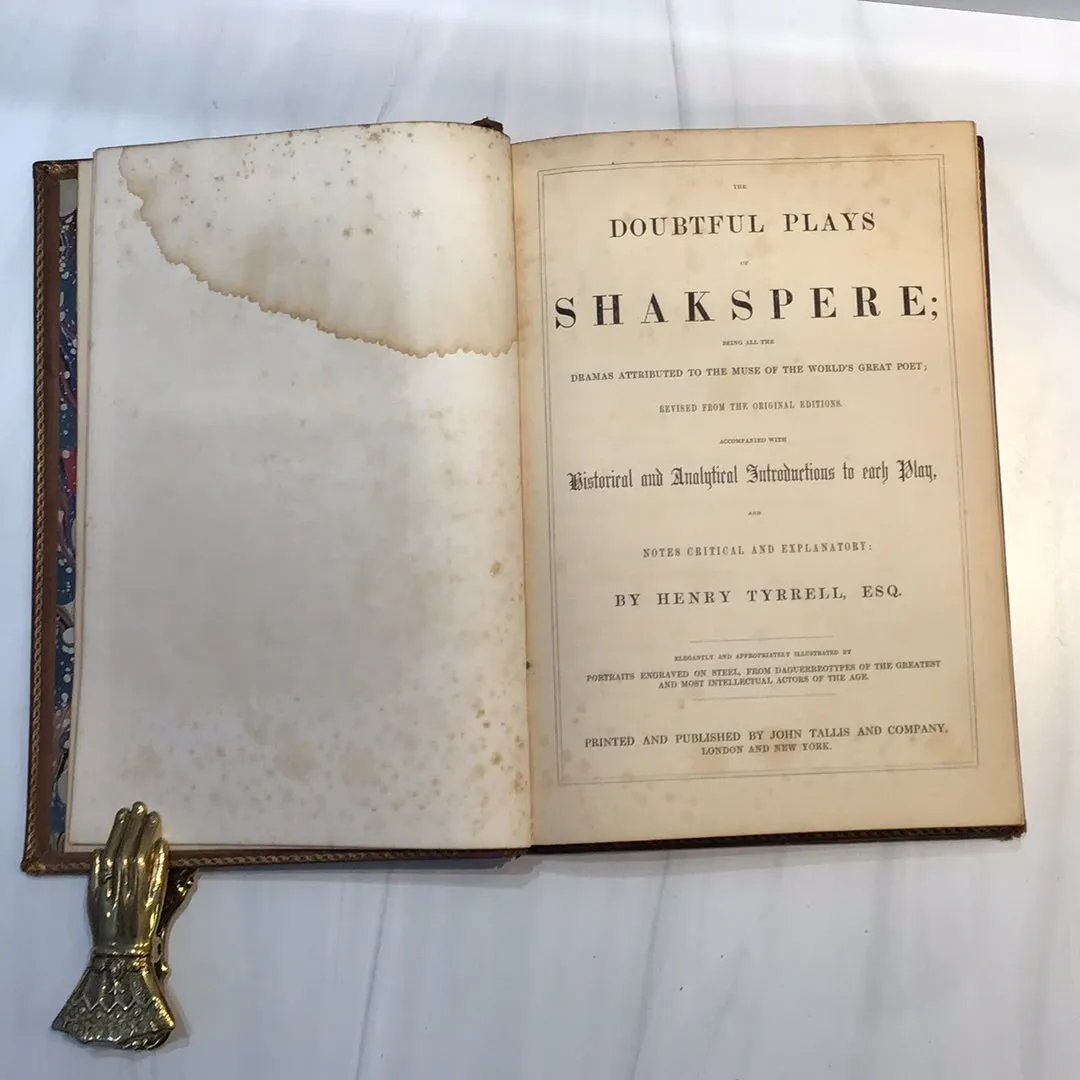 THE
DOUBTFUL PLAYS
OF
SHAKSPERE;
BEING ALL THE
DRAMAS ATTRIBUTED TO THE MUSE OF THE WORLD'S GREAT POET;
REVISED FROM THE ORIGINAL EDITIONS.
ACCOMPANIED WITH
Historical and Analytical Introductions to each Play,
AND
NOTES CRITICAL AND EXPLANATORY:
BY HENRY TYRRELL, ESQ.
ELEGANTLY AND APPROPRIATELY ILLUSTRATED BY
PORTRAITS ENGRAVED ON STEEL, FROM DAGUERREOTYPES OF THE GREATEST
AND MOST INTELLECTUAL ACTORS OF THE AGE.
PRINTED AND PUBLISHED BY JOHN TALLIS AND COMPANY,
LONDON AND NEW YORK.